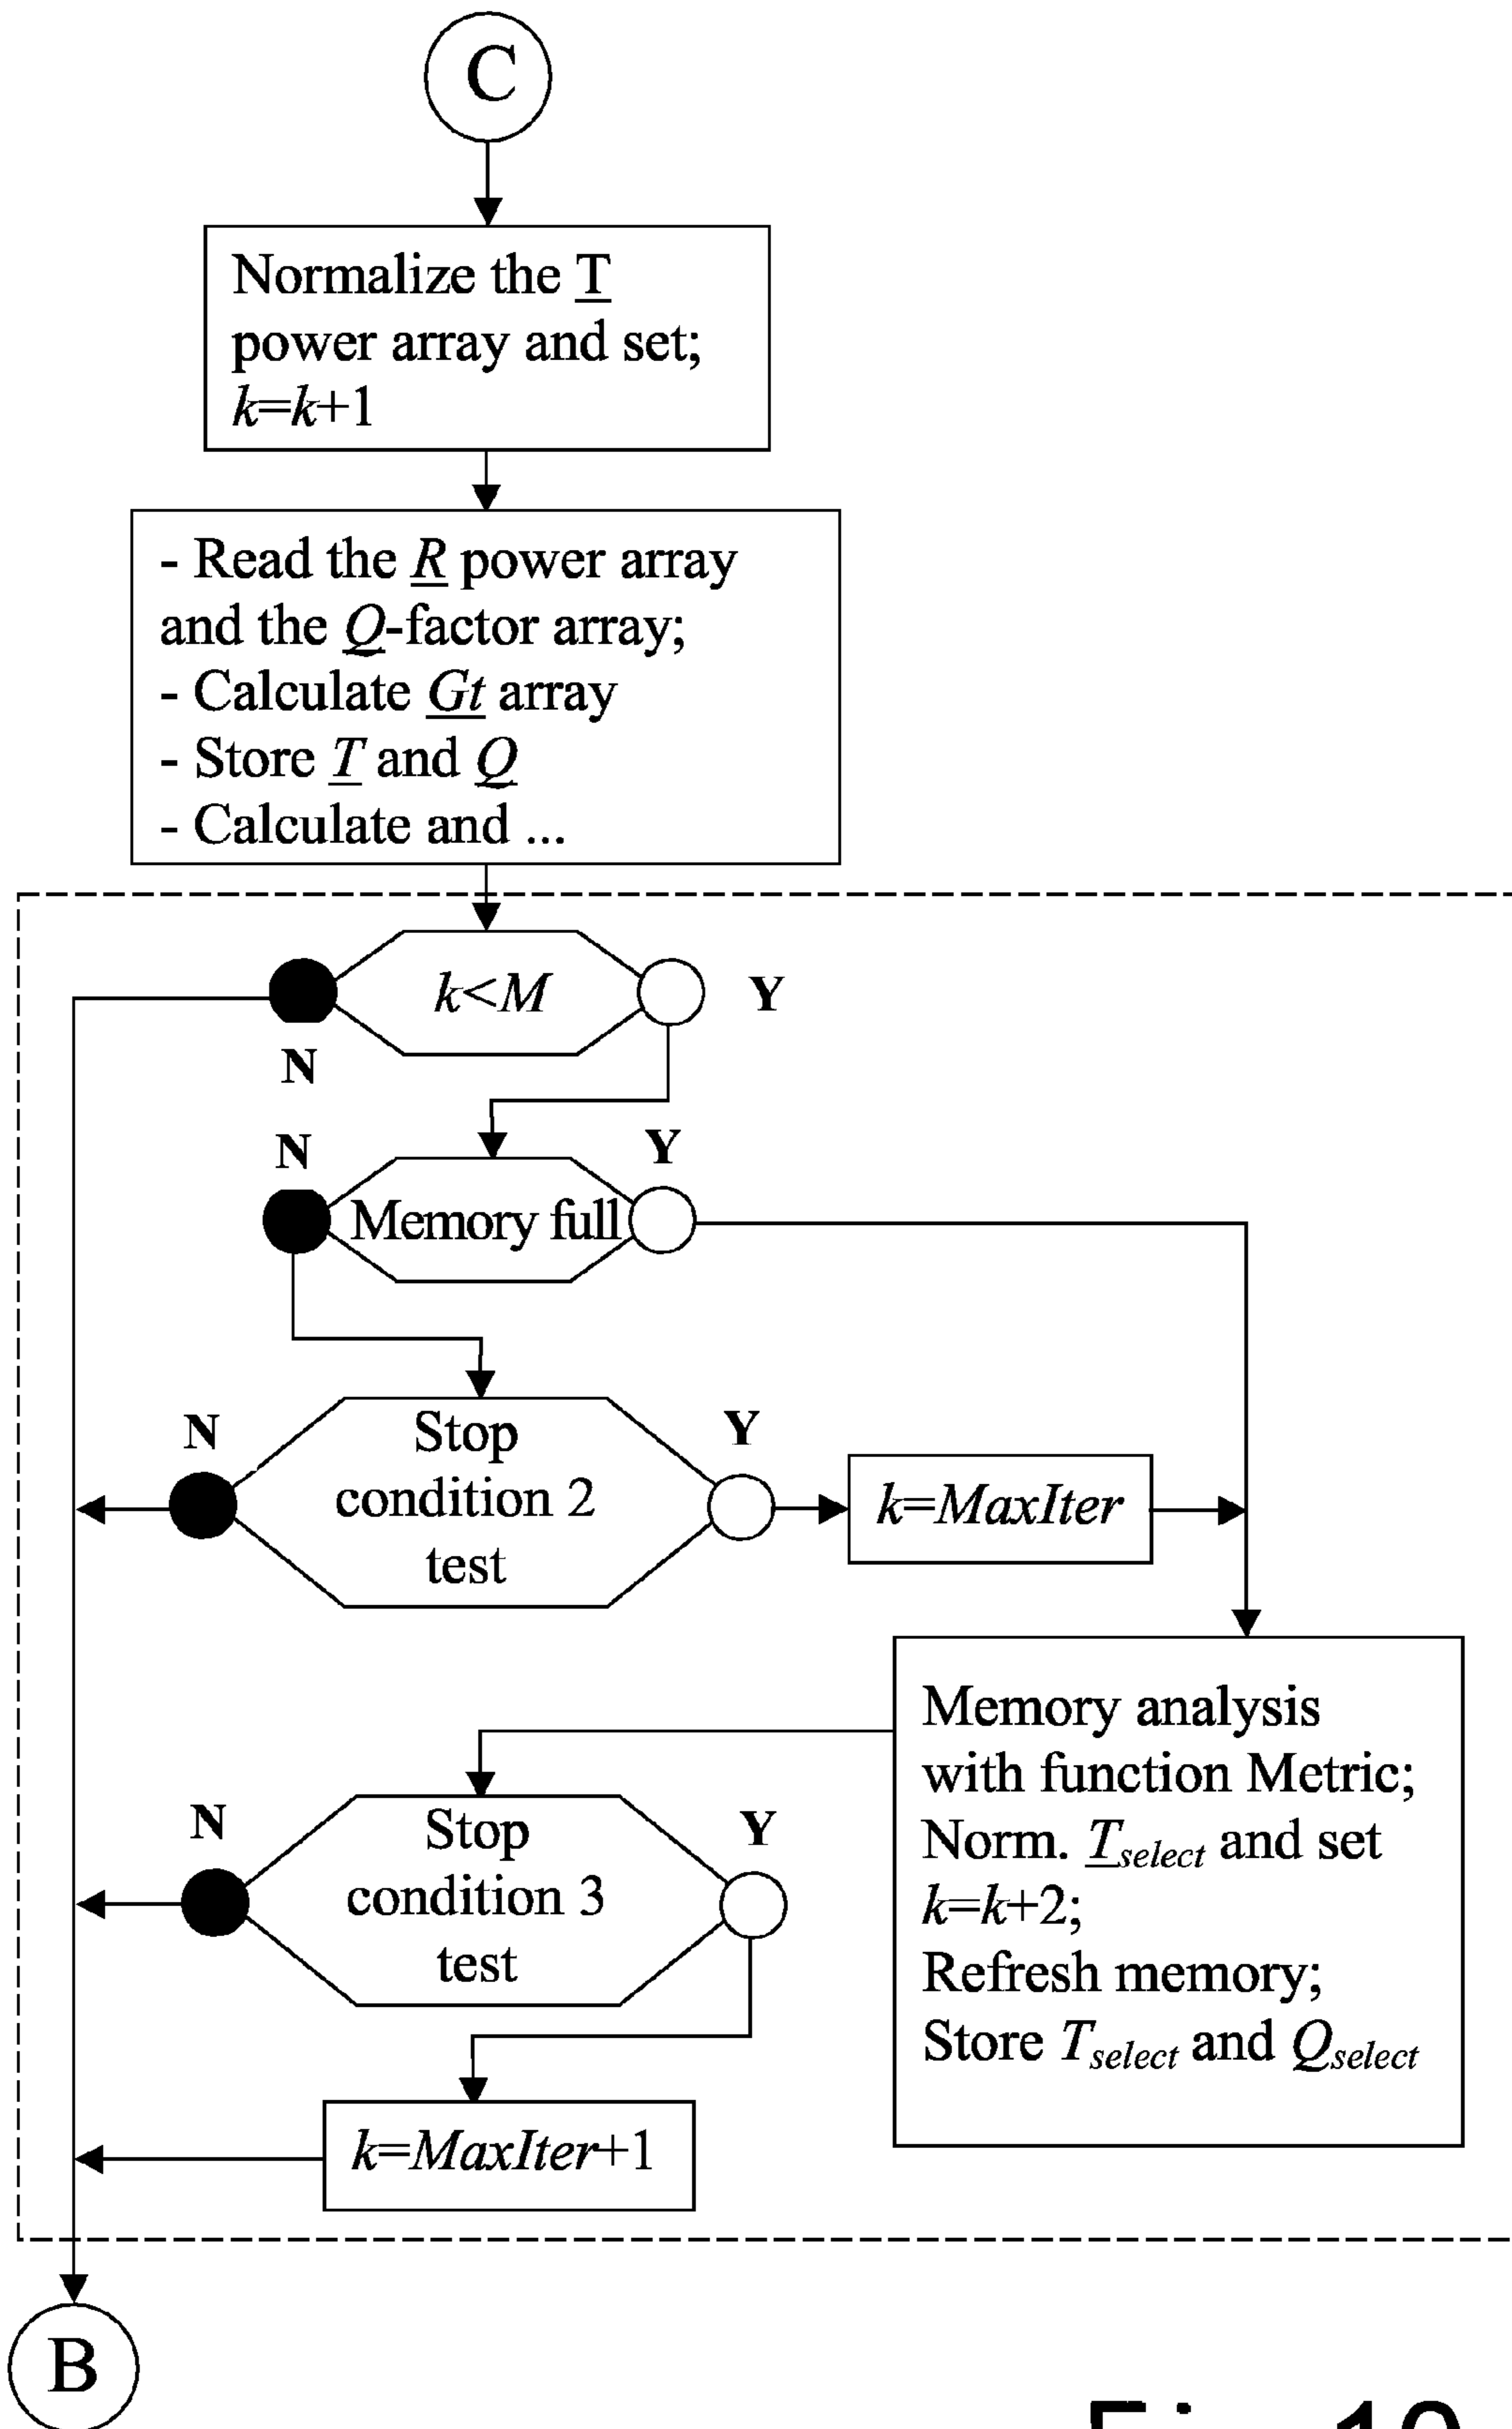 C
Normalize the T
power array and set;
k=k+1
- Read the R power array
and the Q-factor array;
- Calculate Gt array
- Store T and Q
- Calculate and ...
k<M
Y
N
N
Y
Memory full
N
Y
Stop
condition 2
test
k=MaxIter
Memory analysis
with function Metric;
Norm. Tselect and set
k=k+2;
Refresh memory;
Store Tselect and Qselect
N
Y
Stop
condition 3
test
k=MaxIter+1
B